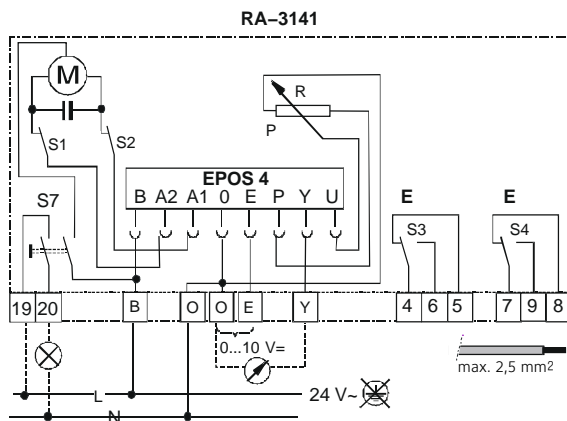 RA–3141
M
R
P
S1
S2
EPOS 4
B A2 A1 0 E P Y U
S7
E
E
S3
S4
19 20 B O O E Y 4 6 5 7 9 8
0...10 V=
max. 2,5 mm²
L
24 V~
N